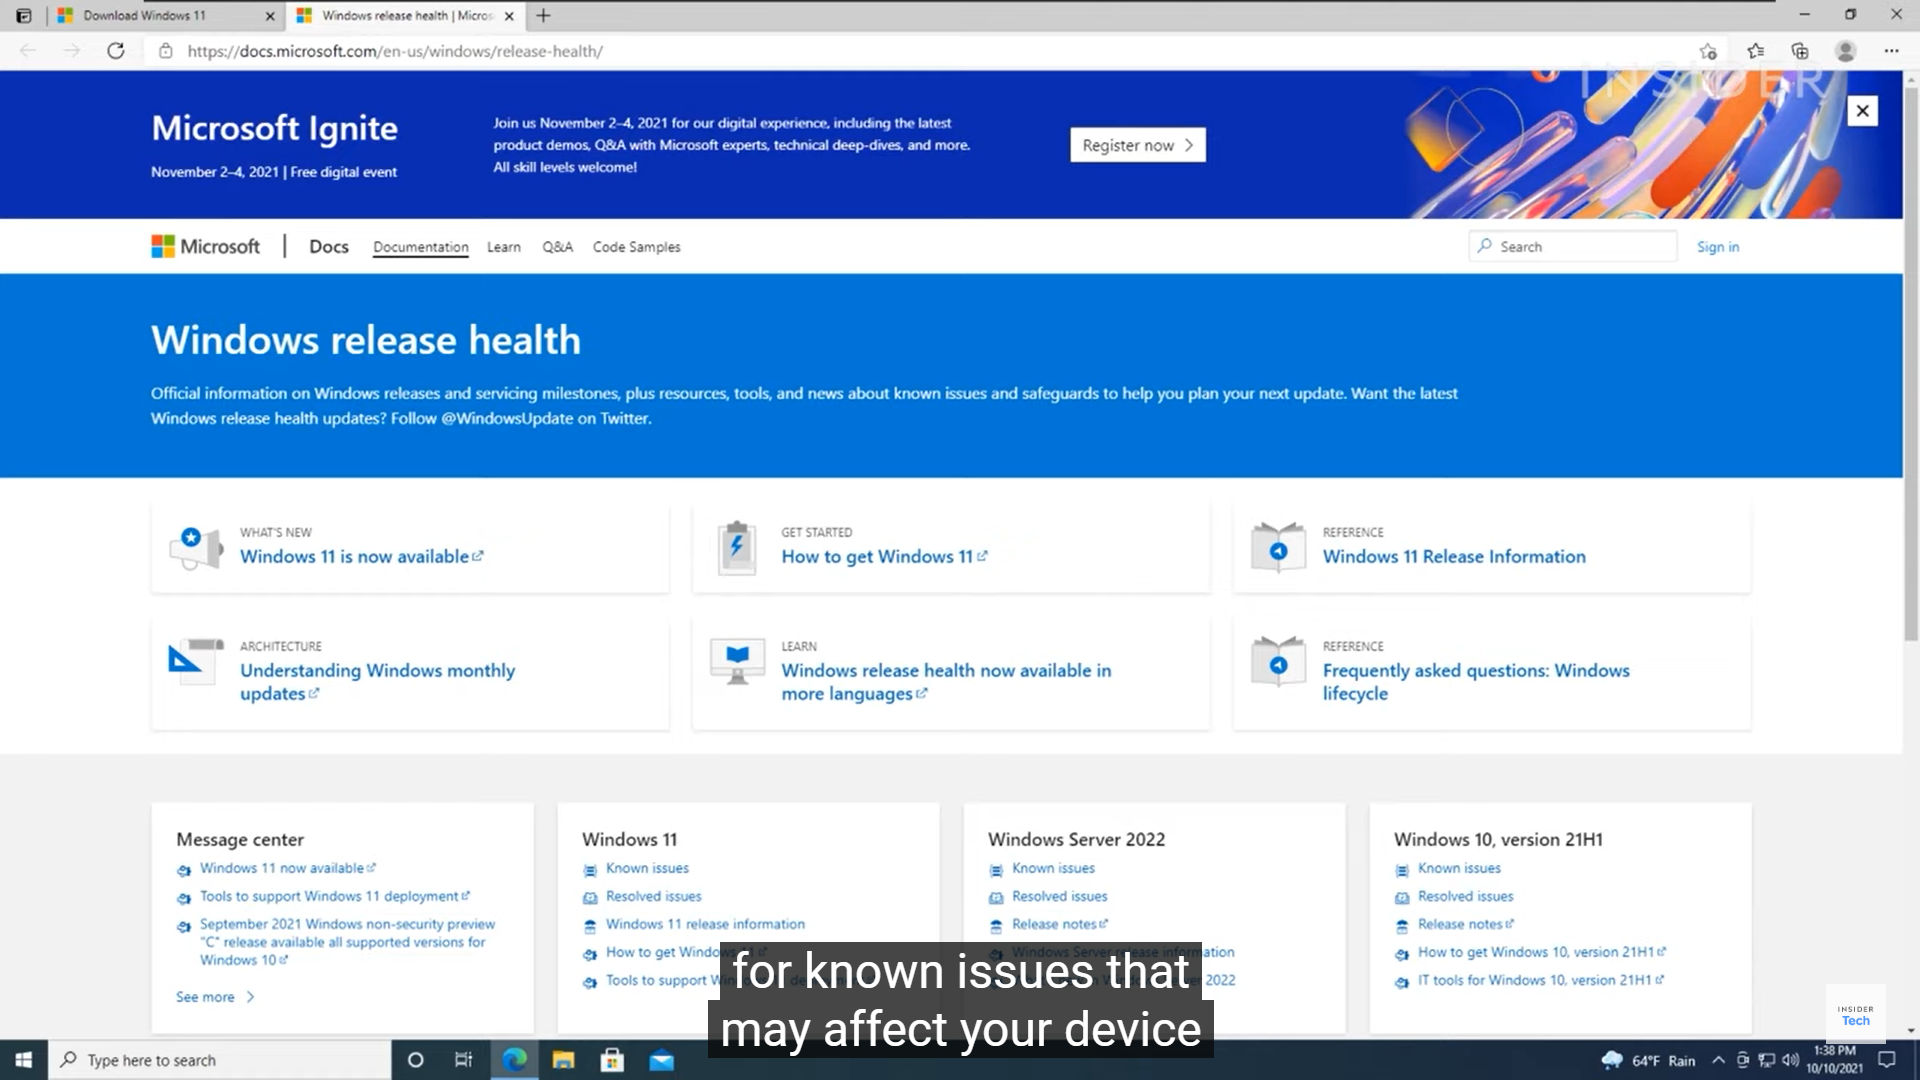 Download Windows 11
Windows release health | Micros
https://docs.microsoft.com/en-us/windows/release-health/
INSIDER
Microsoft Ignite
November 2–4, 2021 | Free digital event
Join us November 2–4, 2021 for our digital experience, including the latest
product demos, Q&A with Microsoft experts, technical deep-dives, and more.
All skill levels welcome!
Register now
Microsoft
Docs
Documentation
Learn
Q&A
Code Samples
Search
Sign in
Windows release health
Official information on Windows releases and servicing milestones, plus resources, tools, and news about known issues and safeguards to help you plan your next update. Want the latest
Windows release health updates? Follow @WindowsUpdate on Twitter.
WHAT'S NEW
Windows 11 is now available
GET STARTED
How to get Windows 11
REFERENCE
Windows 11 Release Information
ARCHITECTURE
Understanding Windows monthly
updates
LEARN
Windows release health now available in
more languages
REFERENCE
Frequently asked questions: Windows
lifecycle
Message center
Windows 11 now available
Tools to support Windows 11 deployment
September 2021 Windows non-security preview
"C" release available all supported versions for
Windows 10
See more
Windows 11
Known issues
Resolved issues
Windows 11 release information
How to get Windows 11
Tools to support
Windows Server 2022
Known issues
Resolved issues
Release notes
Windows Server release information
2022
Windows 10, version 21H1
Known issues
Resolved issues
Release notes
How to get Windows 10, version 21H1
IT tools for Windows 10, version 21H1
for known issues that
may affect your device
INSIDER
Tech
Type here to search
64°F Rain
1:38 PM
10/10/2021